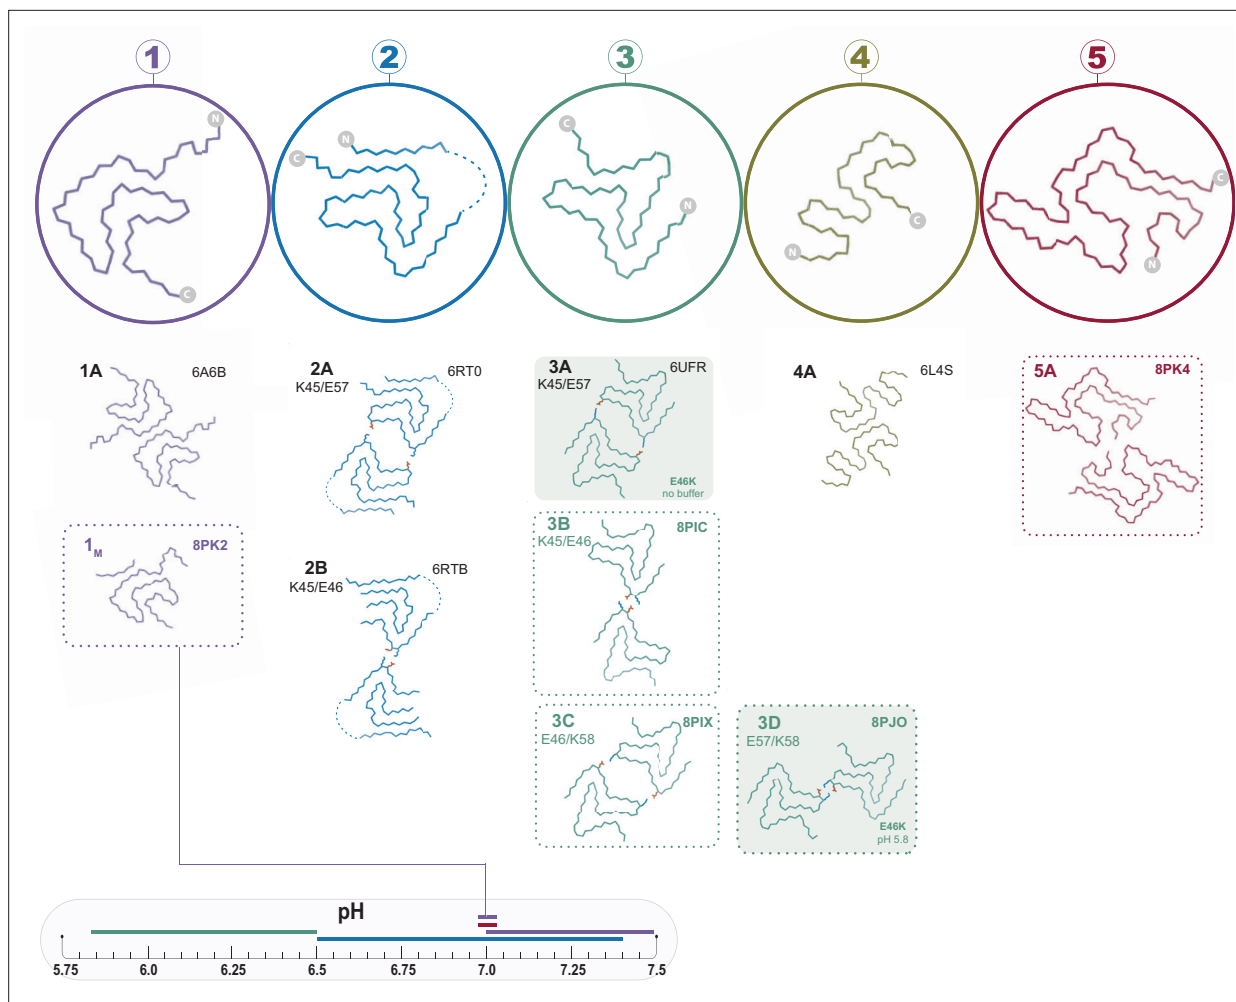 1 2 3 4 5
N
C
C
N
C
N
N
C
C
N
1A 6A6B
2A 6RT0
K45/E57
3A 6UFR
K45/E57
E46K
no buffer
4A 6L4S
5A 8PK4
1M 8PK2
2B 6RTB
K45/E46
3B 8PIC
K45/E46
3C 8PIX
E46/K58
3D 8PJO
E57/K58
E46K
pH 5.8
pH
5.75 6.0 6.25 6.5 6.75 7.0 7.25 7.5